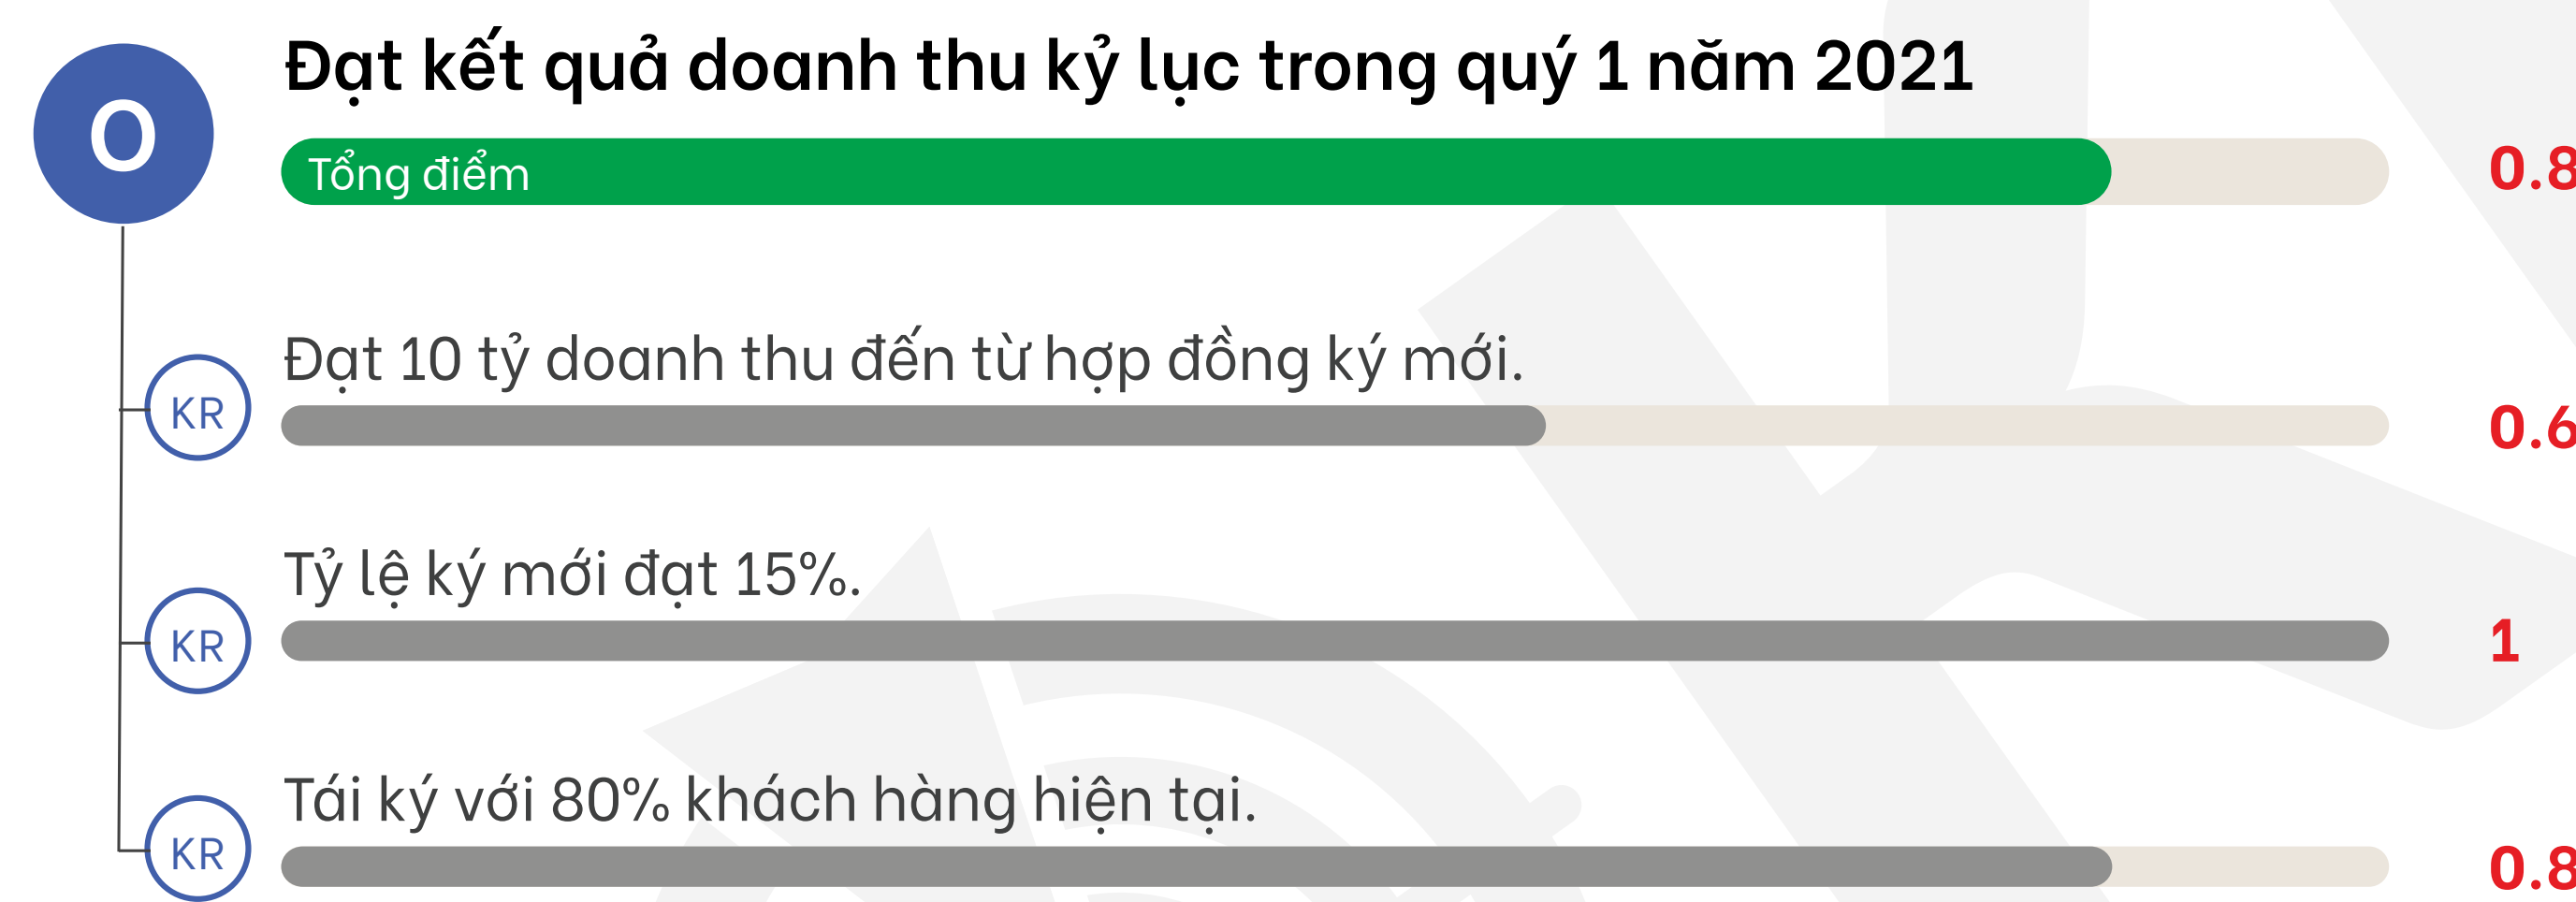 O
Đạt kết quả doanh thu kỷ lục trong quý 1 năm 2021
Tổng điểm
0.8
KR
Đạt 10 tỷ doanh thu đến từ hợp đồng ký mới.
0.6
KR
Tỷ lệ ký mới đạt 15%.
1
KR
Tái ký với 80% khách hàng hiện tại.
0.8